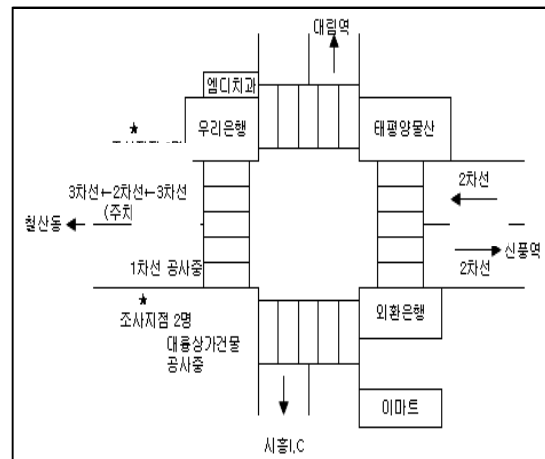 대림역
엠디치과
★
우리은행
태평양물산
3차선←2차선←3차선
(주차
2차선
철산동
신풍역
1차선 공사중
2차선
★
조사지점 2명
외환은행
대륭상가건물
공사중
이마트
시흥I.C